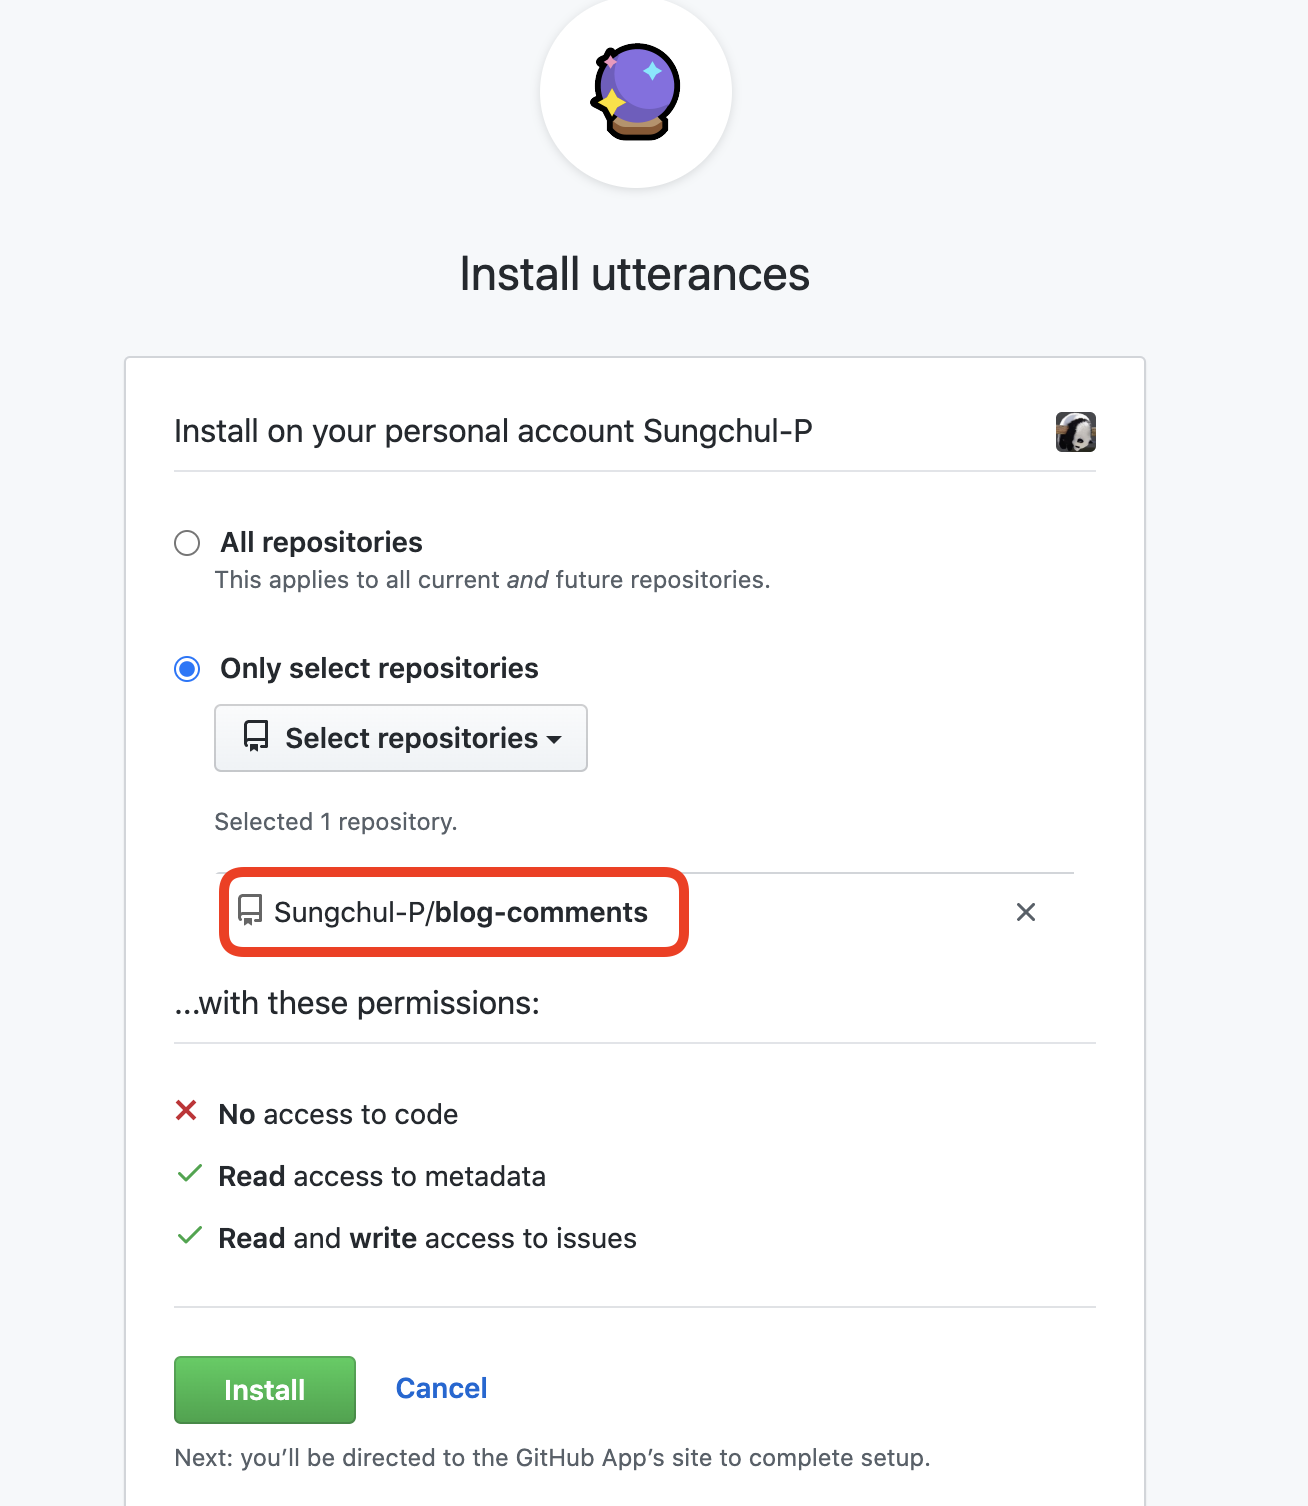 Install utterances
Install on your personal account Sungchul-P
All repositories
This applies to all current and future repositories.
Only select repositories
Select repositories
Selected 1 repository.
Sungchul-P/blog-comments
...with these permissions:
No access to code
Read access to metadata
Read and write access to issues
Install Cancel
Next: you’ll be directed to the GitHub App’s site to complete setup.